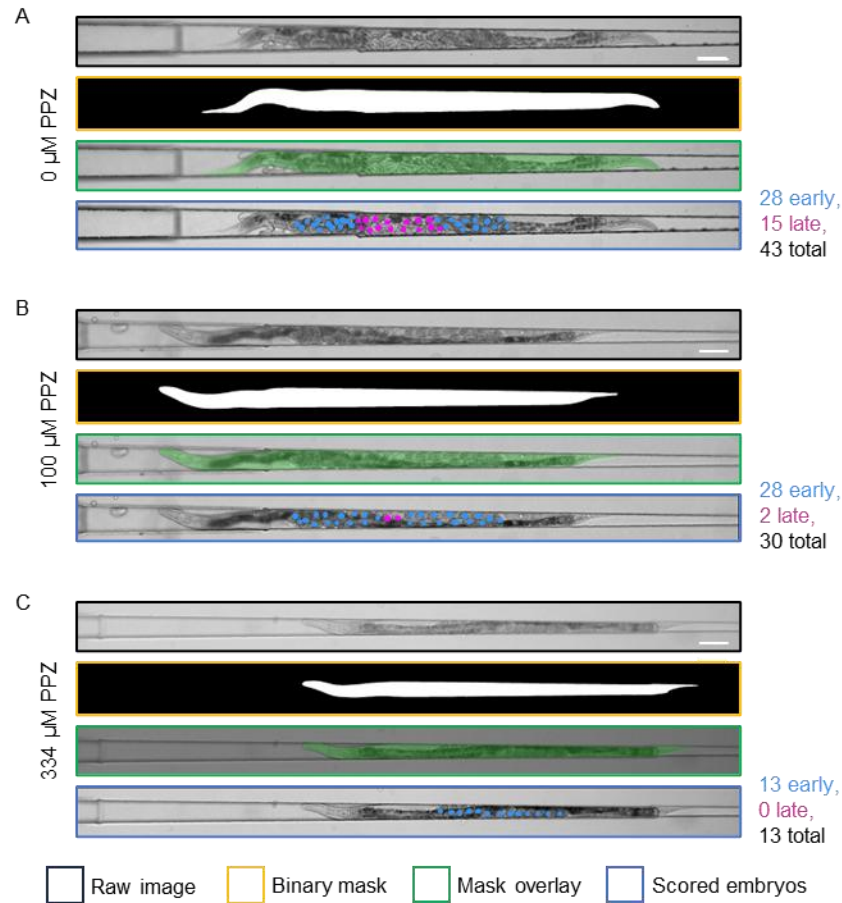 A
0 µM PPZ
28 early,
15 late,
43 total
B
100 µM PPZ
28 early,
2 late,
30 total
C
334 µM PPZ
13 early,
0 late,
13 total
Raw image
Binary mask
Mask overlay
Scored embryos